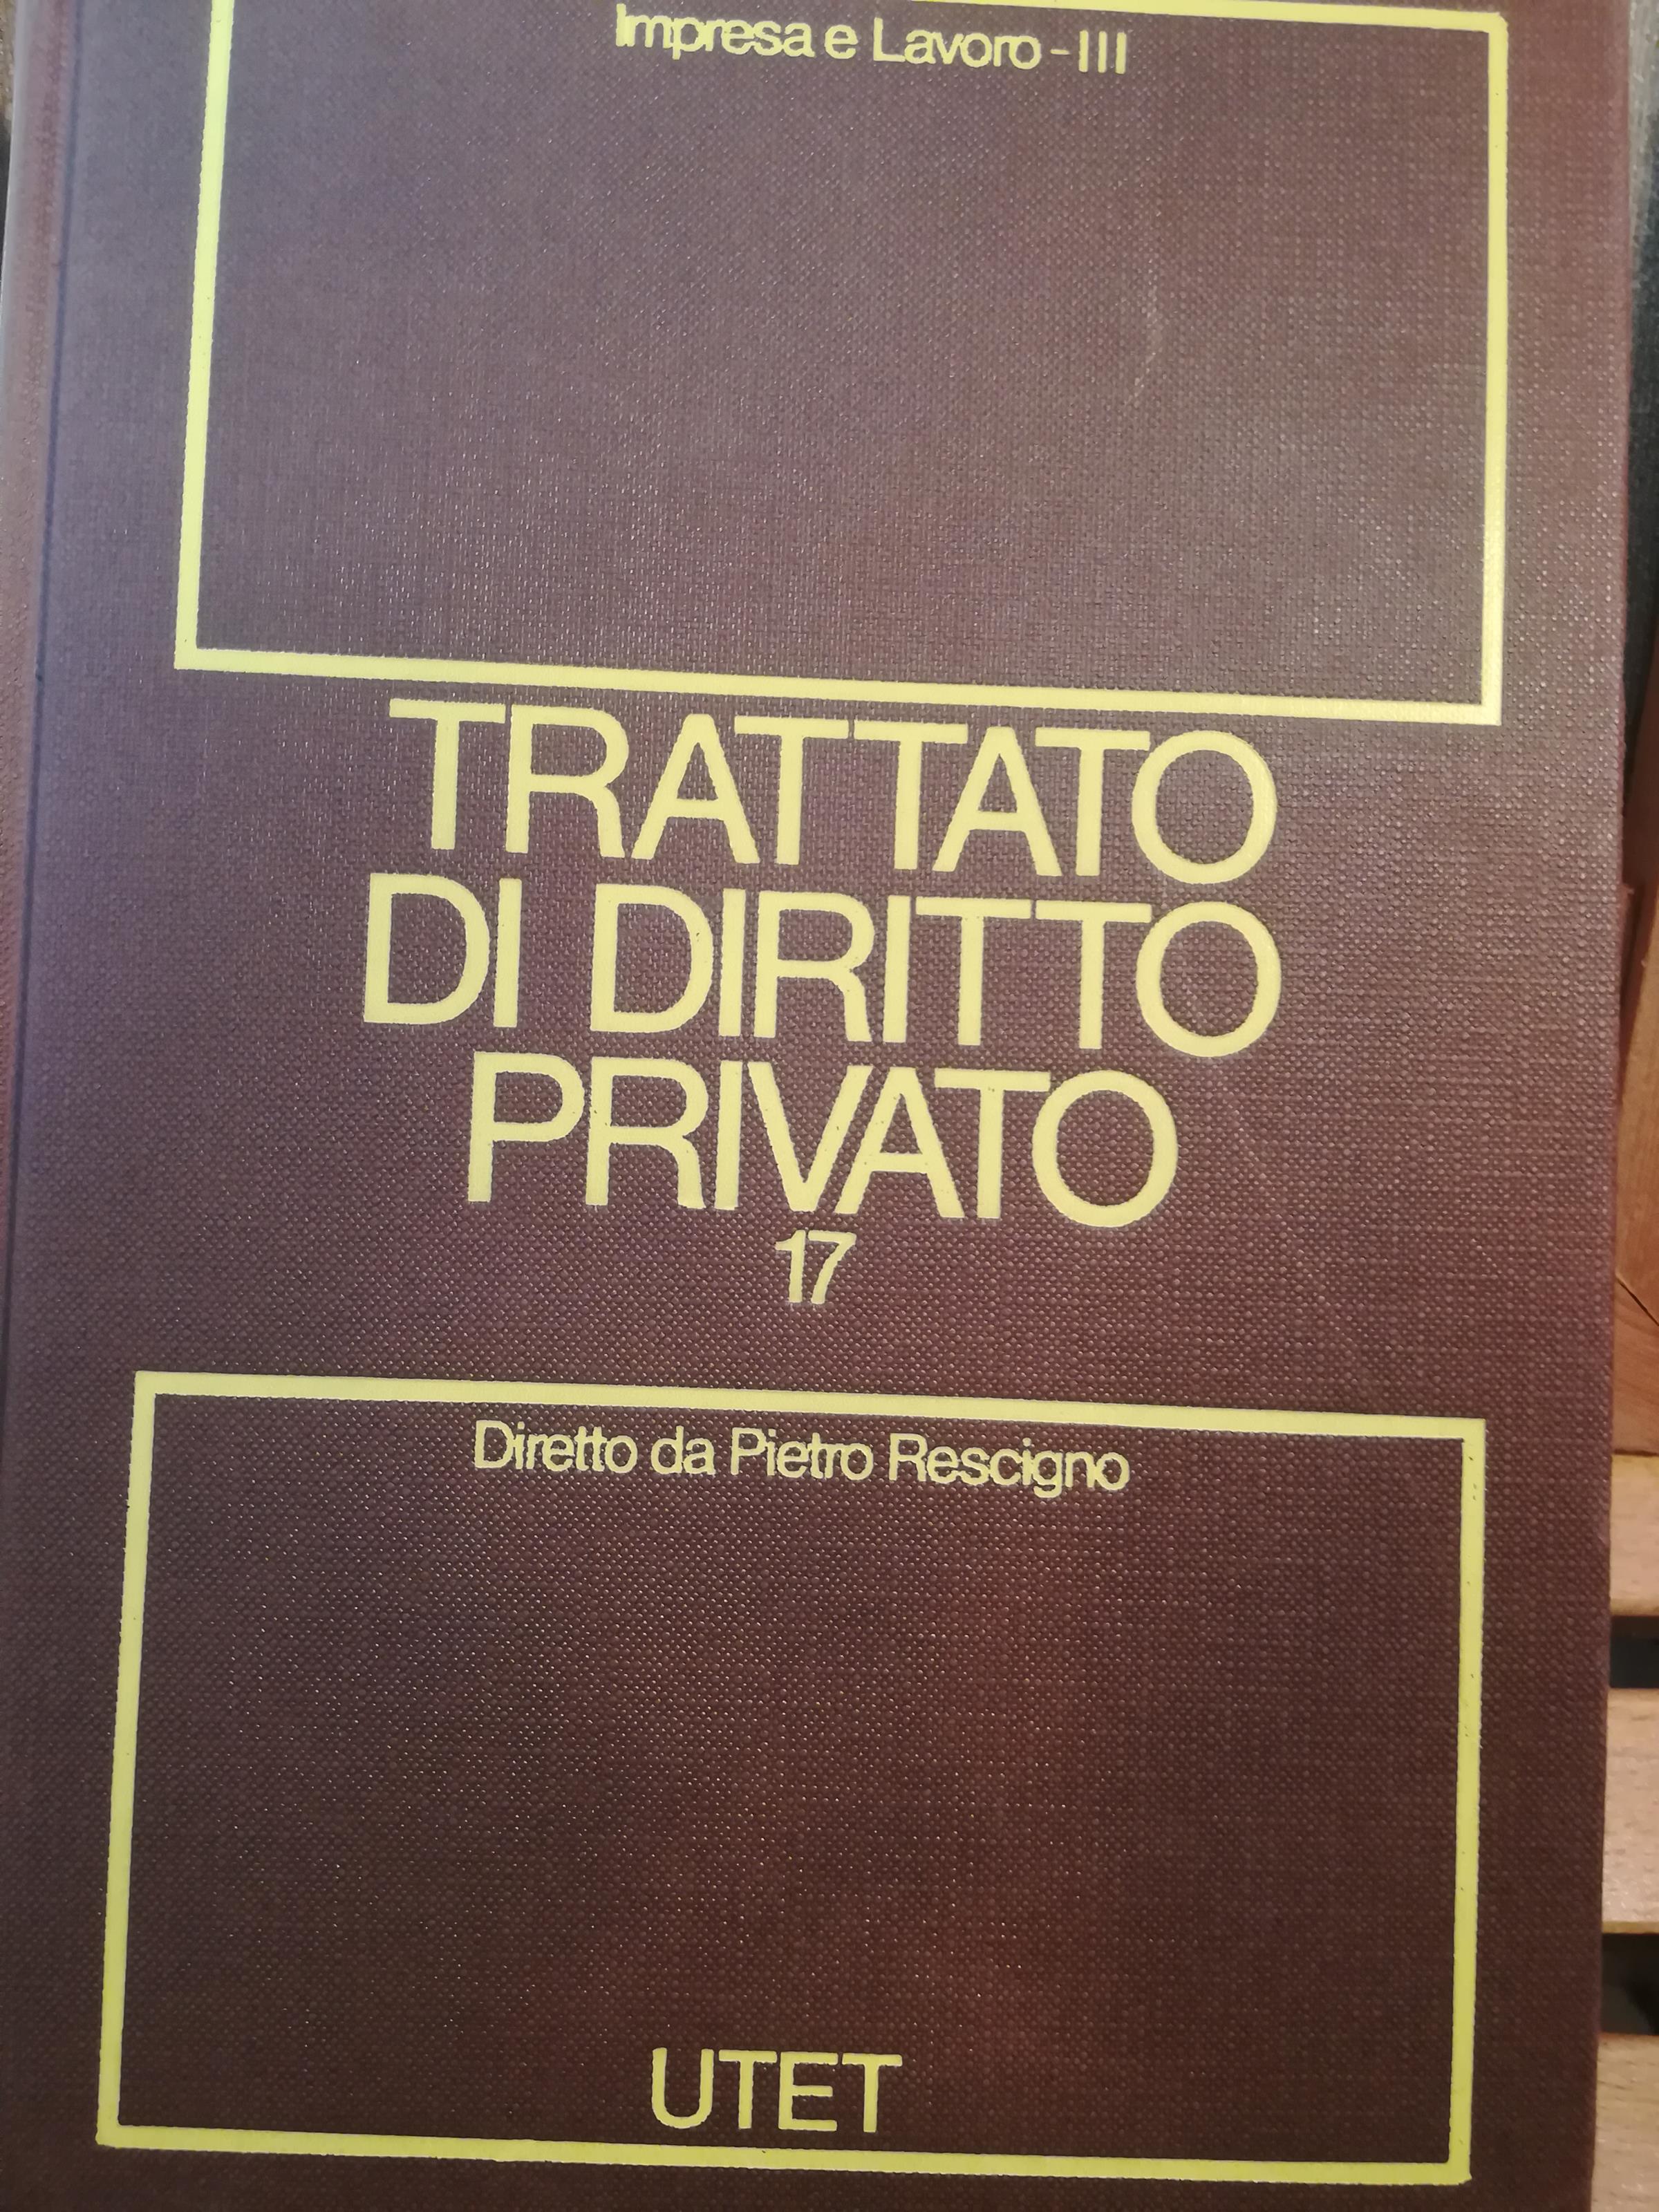 Impresa e Lavoro - III
TRATTATO
DI DIRITTO
PRIVATO
17
Diretto da Pietro Rescigno
UTET